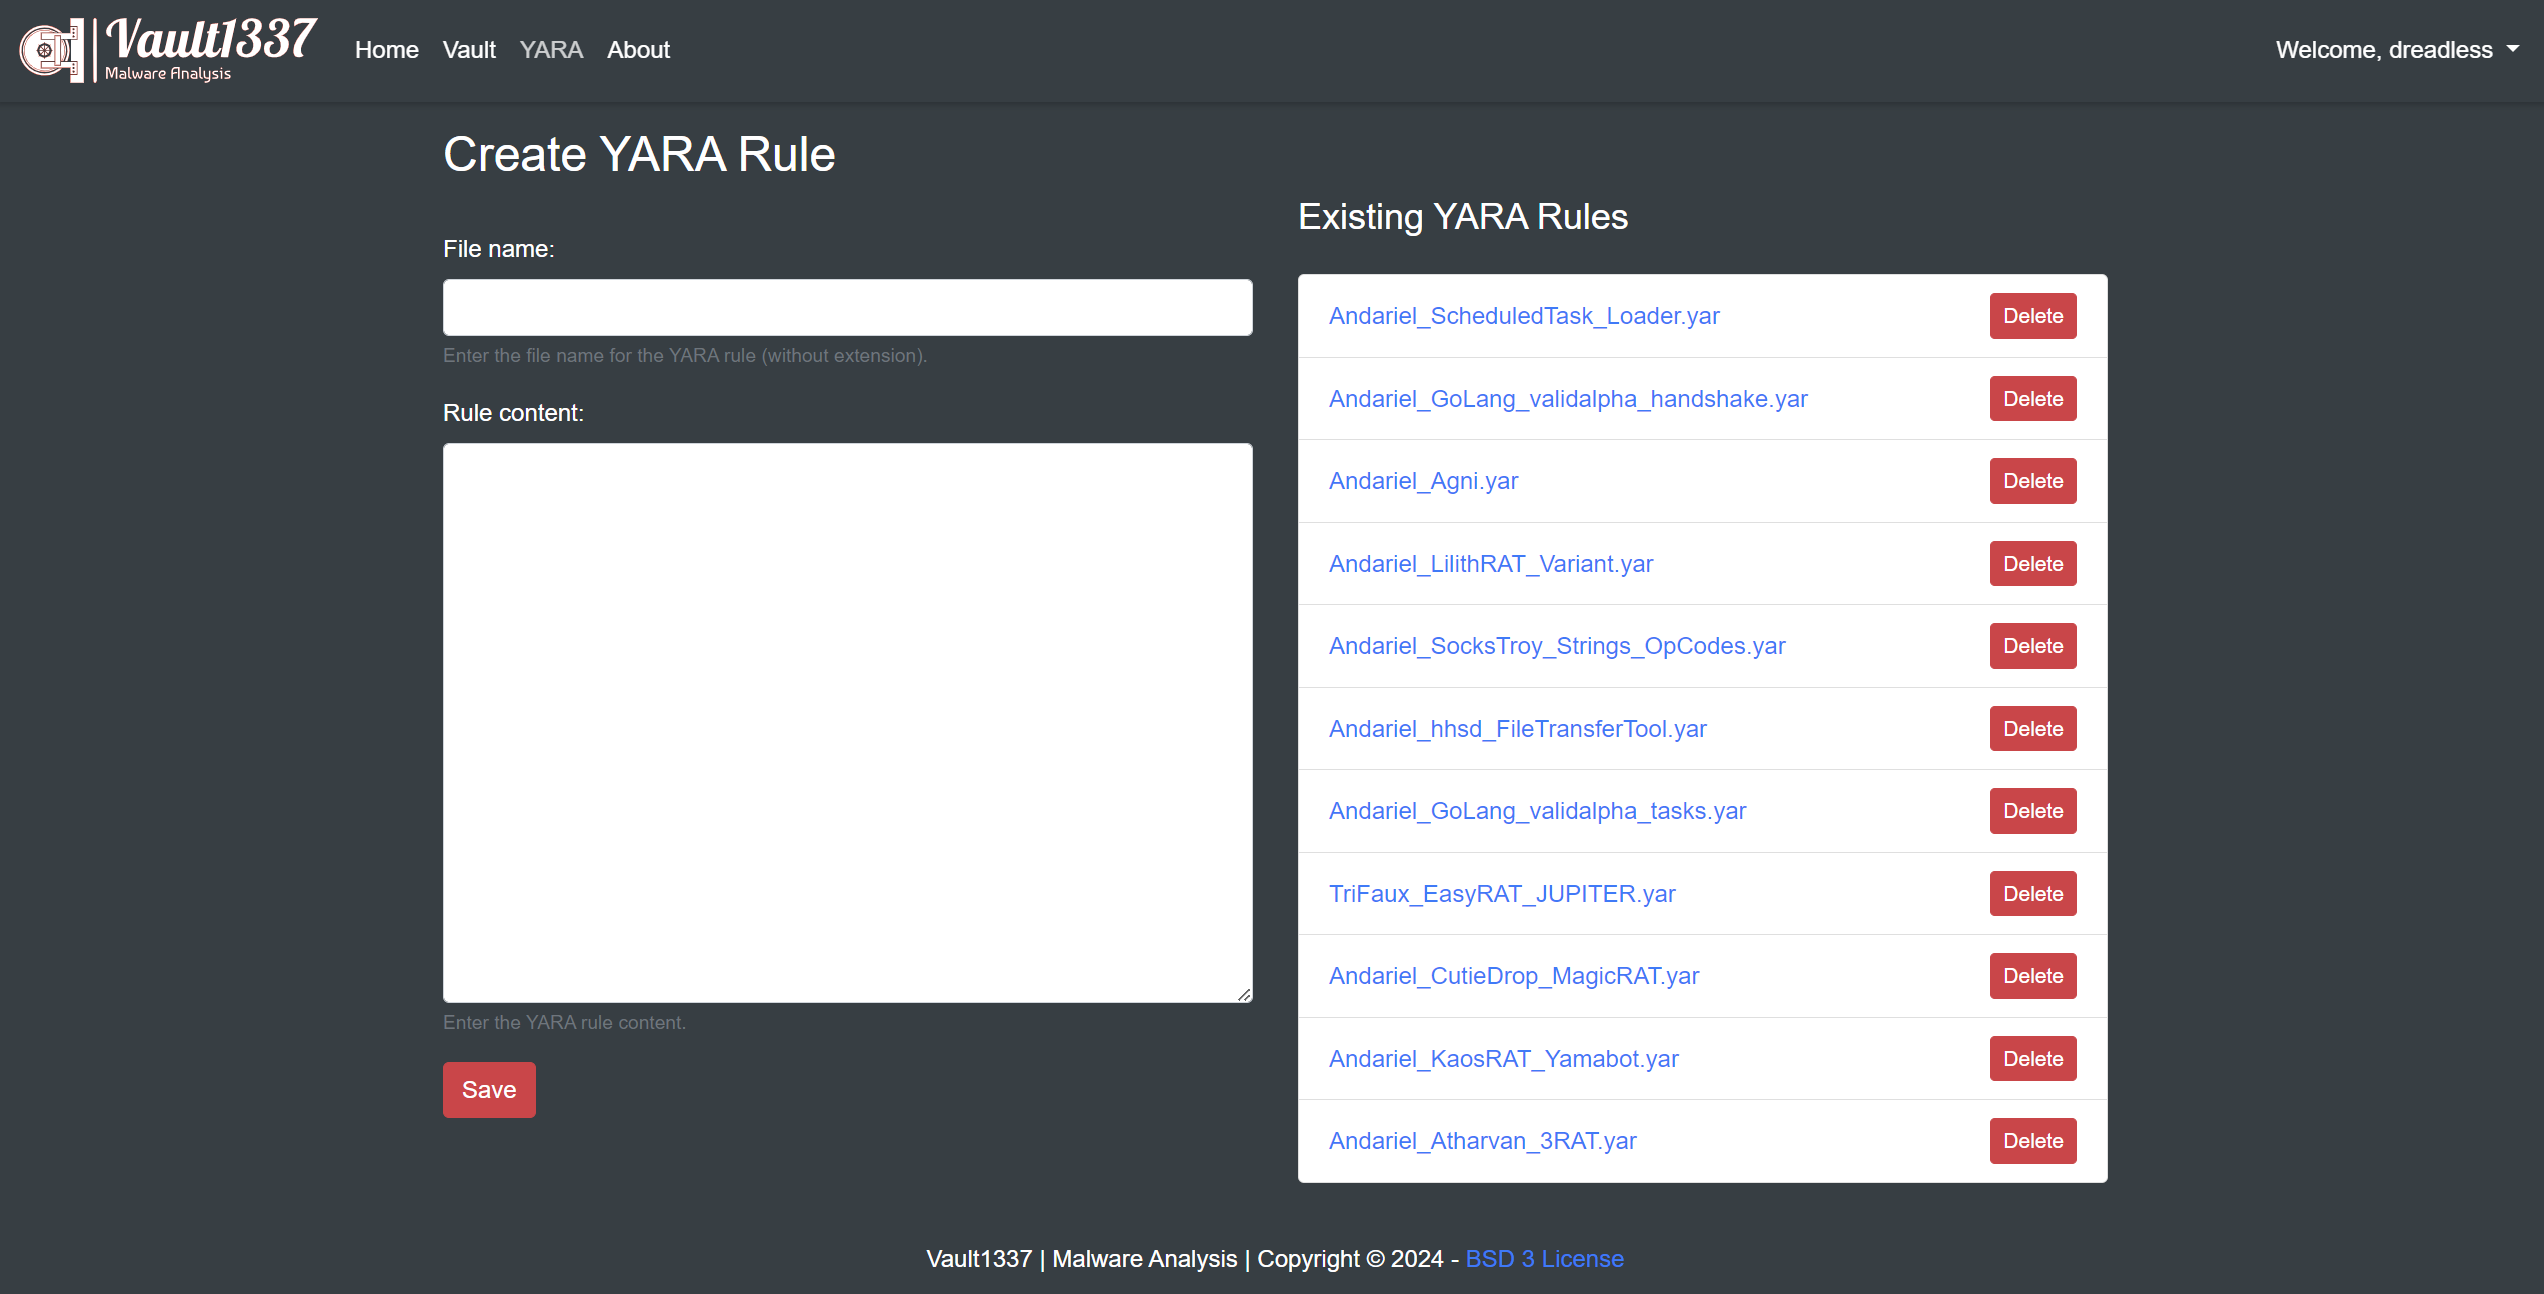 Vault1337
Malware Analysis
Home Vault YARA About
Welcome, dreadless
Create YARA Rule
File name:
Enter the file name for the YARA rule (without extension).
Rule content:
Enter the YARA rule content.
Save
Existing YARA Rules
Andariel_ScheduledTask_Loader.yar Delete
Andariel_GoLang_validalpha_handshake.yar Delete
Andariel_Agni.yar Delete
Andariel_LilithRAT_Variant.yar Delete
Andariel_SocksTroy_Strings_OpCodes.yar Delete
Andariel_hhsd_FileTransferTool.yar Delete
Andariel_GoLang_validalpha_tasks.yar Delete
TriFaux_EasyRAT_JUPITER.yar Delete
Andariel_CutieDrop_MagicRAT.yar Delete
Andariel_KaosRAT_Yamabot.yar Delete
Andariel_Atharvan_3RAT.yar Delete
Vault1337 | Malware Analysis | Copyright © 2024 - BSD 3 License